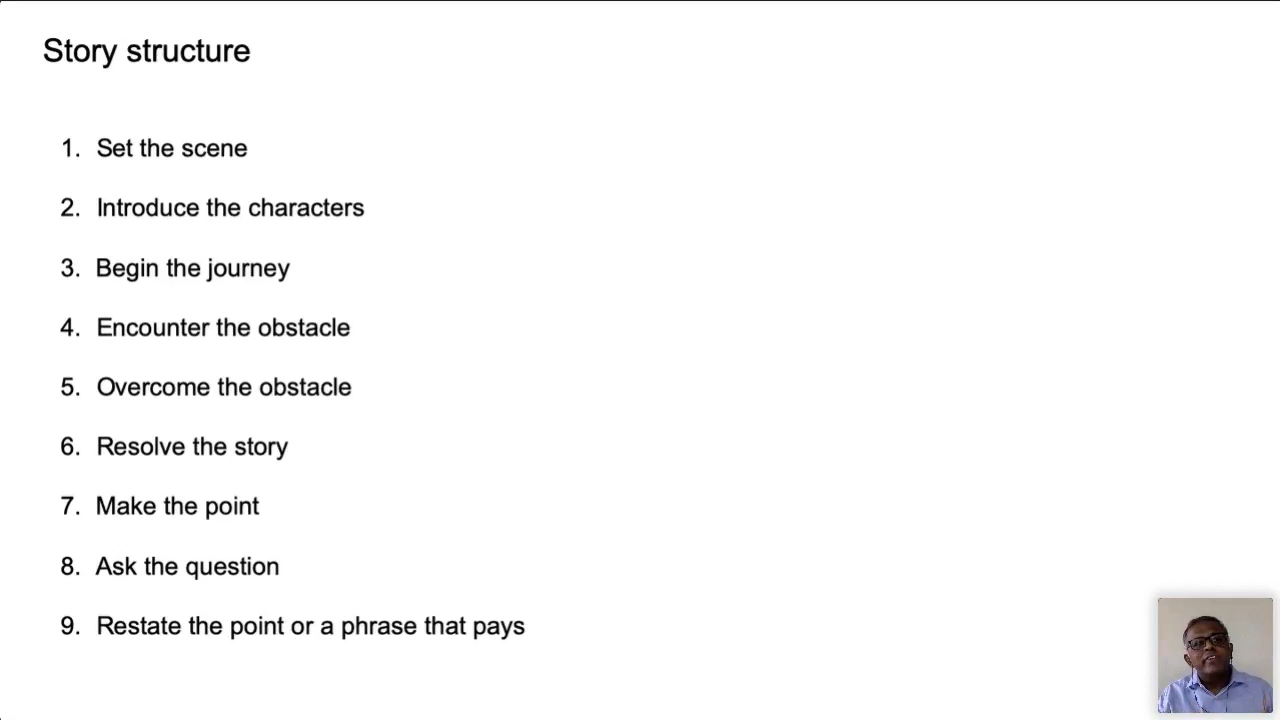 Story structure
1. Set the scene
2. Introduce the characters
3. Begin the journey
4. Encounter the obstacle
5. Overcome the obstacle
6. Resolve the story
7. Make the point
8. Ask the question
9. Restate the point or a phrase that pays